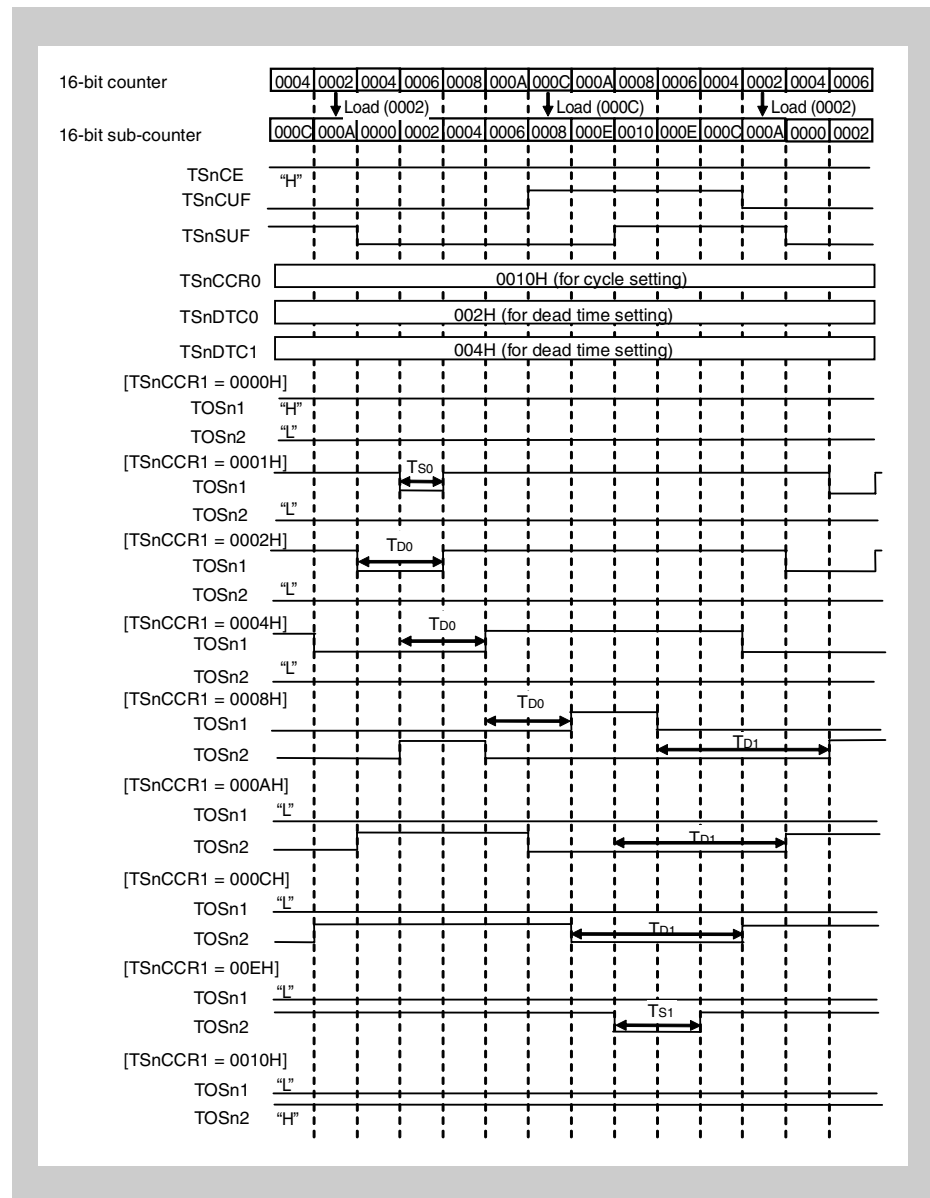 16-bit counter 0004 0002 0004 0006 0008 000A 000C 000A 0008 0006 0004 0002 0004 0006
Load (0002) Load (000C) Load (0002)
16-bit sub-counter 000C 000A 0000 0002 0004 0006 0008 000E 0010 000E 000C 000A 0000 0002
TSnCE "H"
TSnCUF
TSnSUF
TSnCCR0 0010H (for cycle setting)
TSnDTC0 002H (for dead time setting)
TSnDTC1 004H (for dead time setting)
[TSnCCR1 = 0000H]
TOSn1 "H"
TOSn2 "L"
[TSnCCR1 = 0001H]
TS0
TOSn1
TOSn2 "L"
[TSnCCR1 = 0002H]
TD0
TOSn1
TOSn2 "L"
[TSnCCR1 = 0004H]
TD0
TOSn1
TOSn2 "L"
[TSnCCR1 = 0008H]
TD0
TOSn1
TD1
TOSn2
[TSnCCR1 = 000AH]
TOSn1 "L"
TOSn2 TD1
[TSnCCR1 = 000CH]
TOSn1 "L"
TOSn2 TD1
[TSnCCR1 = 00EH]
TOSn1 "L"
TS1
TOSn2
[TSnCCR1 = 0010H]
TOSn1 "L"
TOSn2 "H"